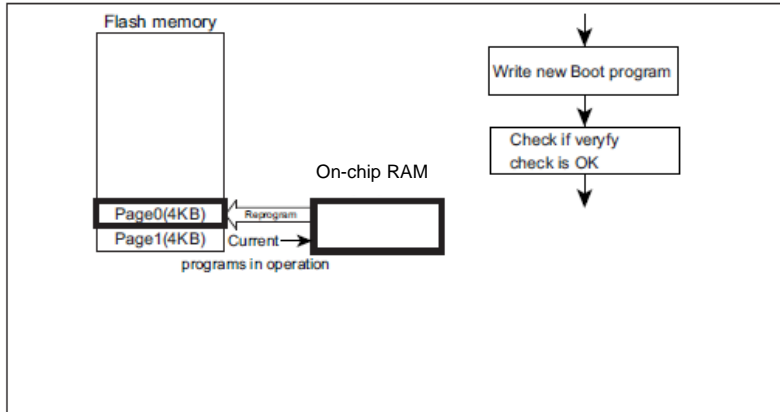 Flash memory
Write new Boot program
Check if veryfy
check is OK
On-chip RAM
Page0(4KB)
Reprogram
Page1(4KB)
Current
programs in operation